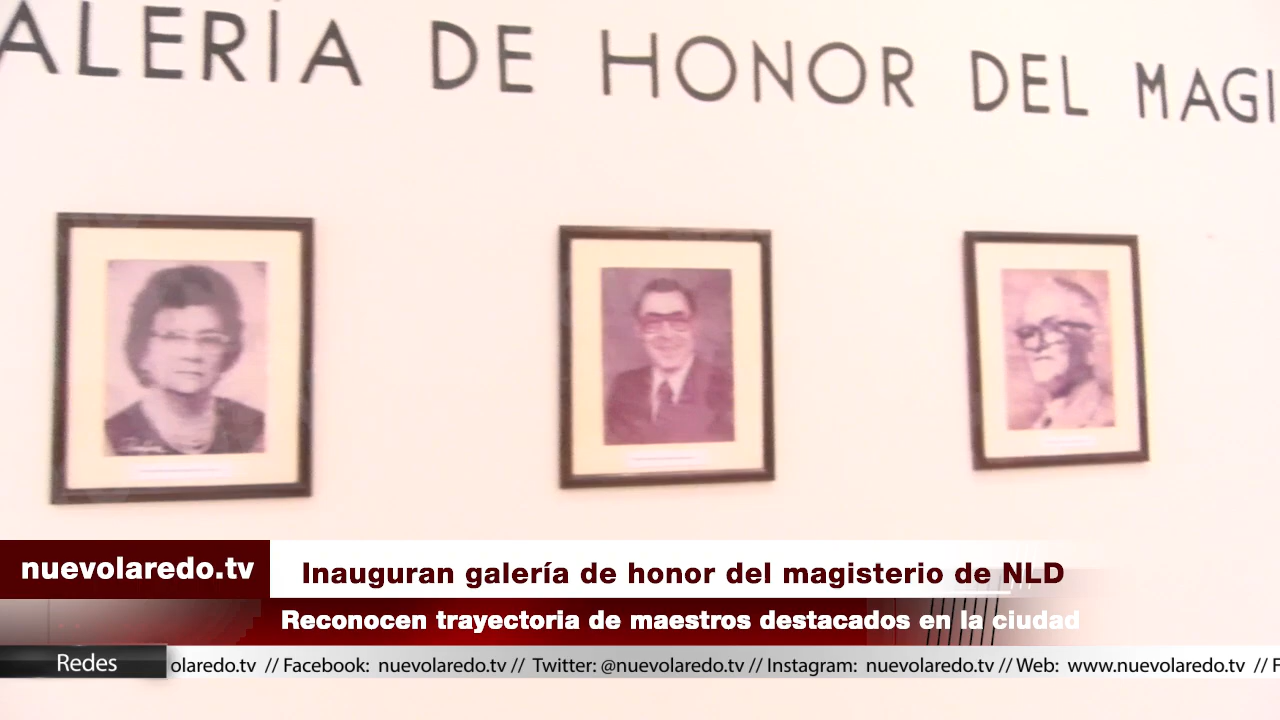 ALERÍA DE HONOR DEL MAGI
nuevolaredo.tv
Inauguran galería de honor del magisterio de NLD
Reconocen trayectoria de maestros destacados en la ciudad
Redes
olaredo.tv // Facebook: nuevolaredo.tv // Twitter: @nuevolaredo.tv // Instagram: nuevolaredo.tv // Web: www.nuevolaredo.tv // F